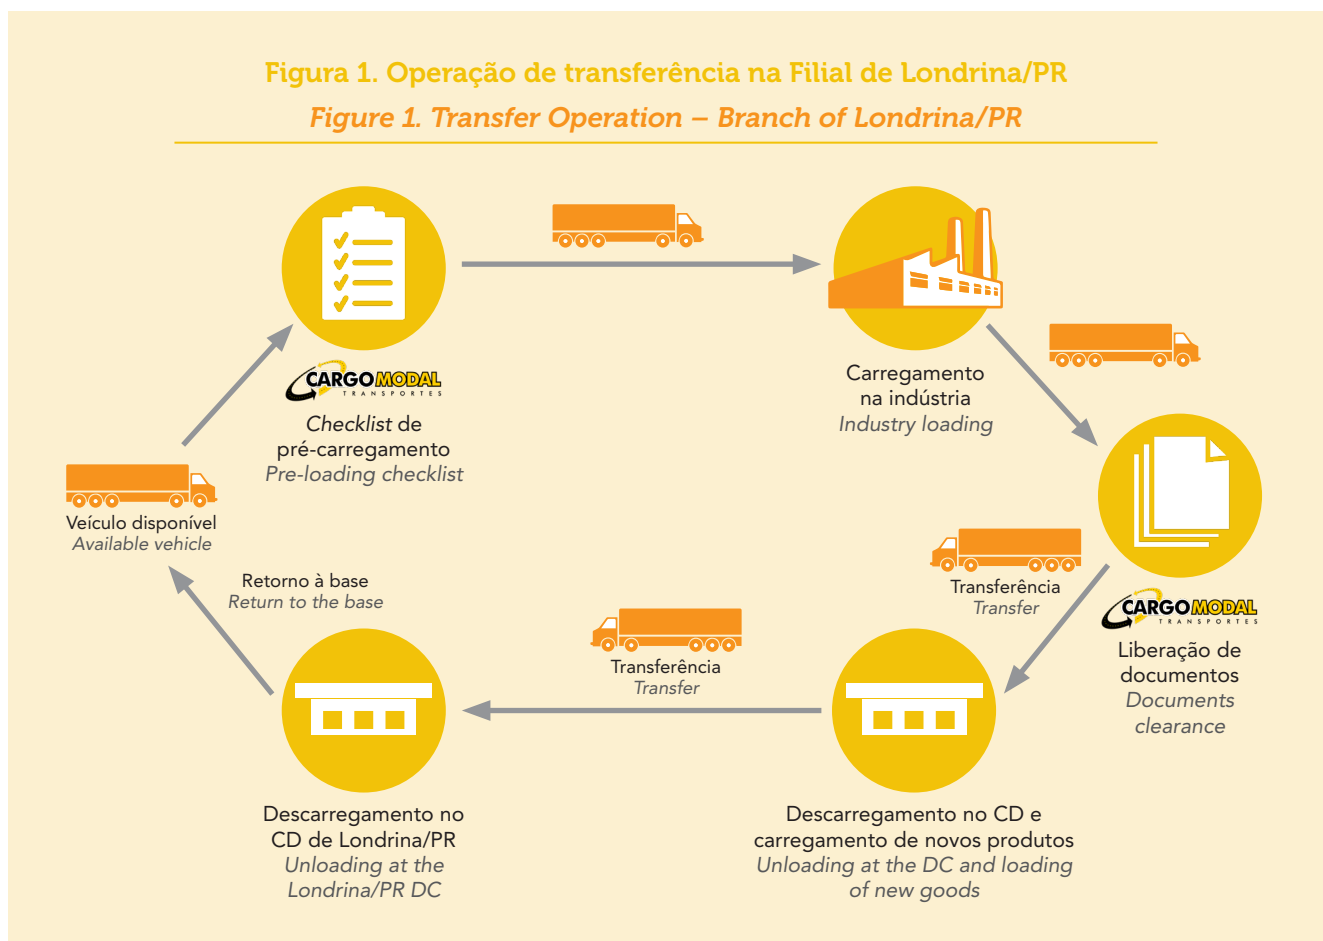 Figura 1. Operação de transferência na Filial de Londrina/PR
Figure 1. Transfer Operation – Branch of Londrina/PR
CARGOMODAL
TRANSPORTES
Checklist de
pré-carregamento
Pre-loading checklist
Carregamento
na indústria
Industry loading
Veículo disponível
Available vehicle
Retorno à base
Return to the base
Transferência
Transfer
CARGOMODAL
TRANSPORTES
Liberação de
documentos
Documents
clearance
Transferência
Transfer
Descarregamento no
CD de Londrina/PR
Unloading at the
Londrina/PR DC
Descarregamento no CD e
carregamento de novos produtos
Unloading at the DC and loading
of new goods